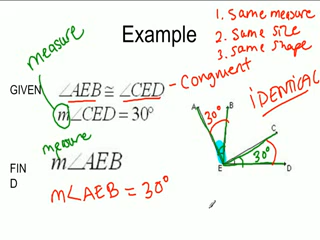 Example
1. Same measure
2. Same size
3. Same shape
measure
GIVEN
∠AEB ≅ ∠CED - Congruent
m∠CED = 30°
IDENTICAL
measure
FIN
D
m∠AEB
m∠AEB = 30°
A
B
C
30°
30°
E
D